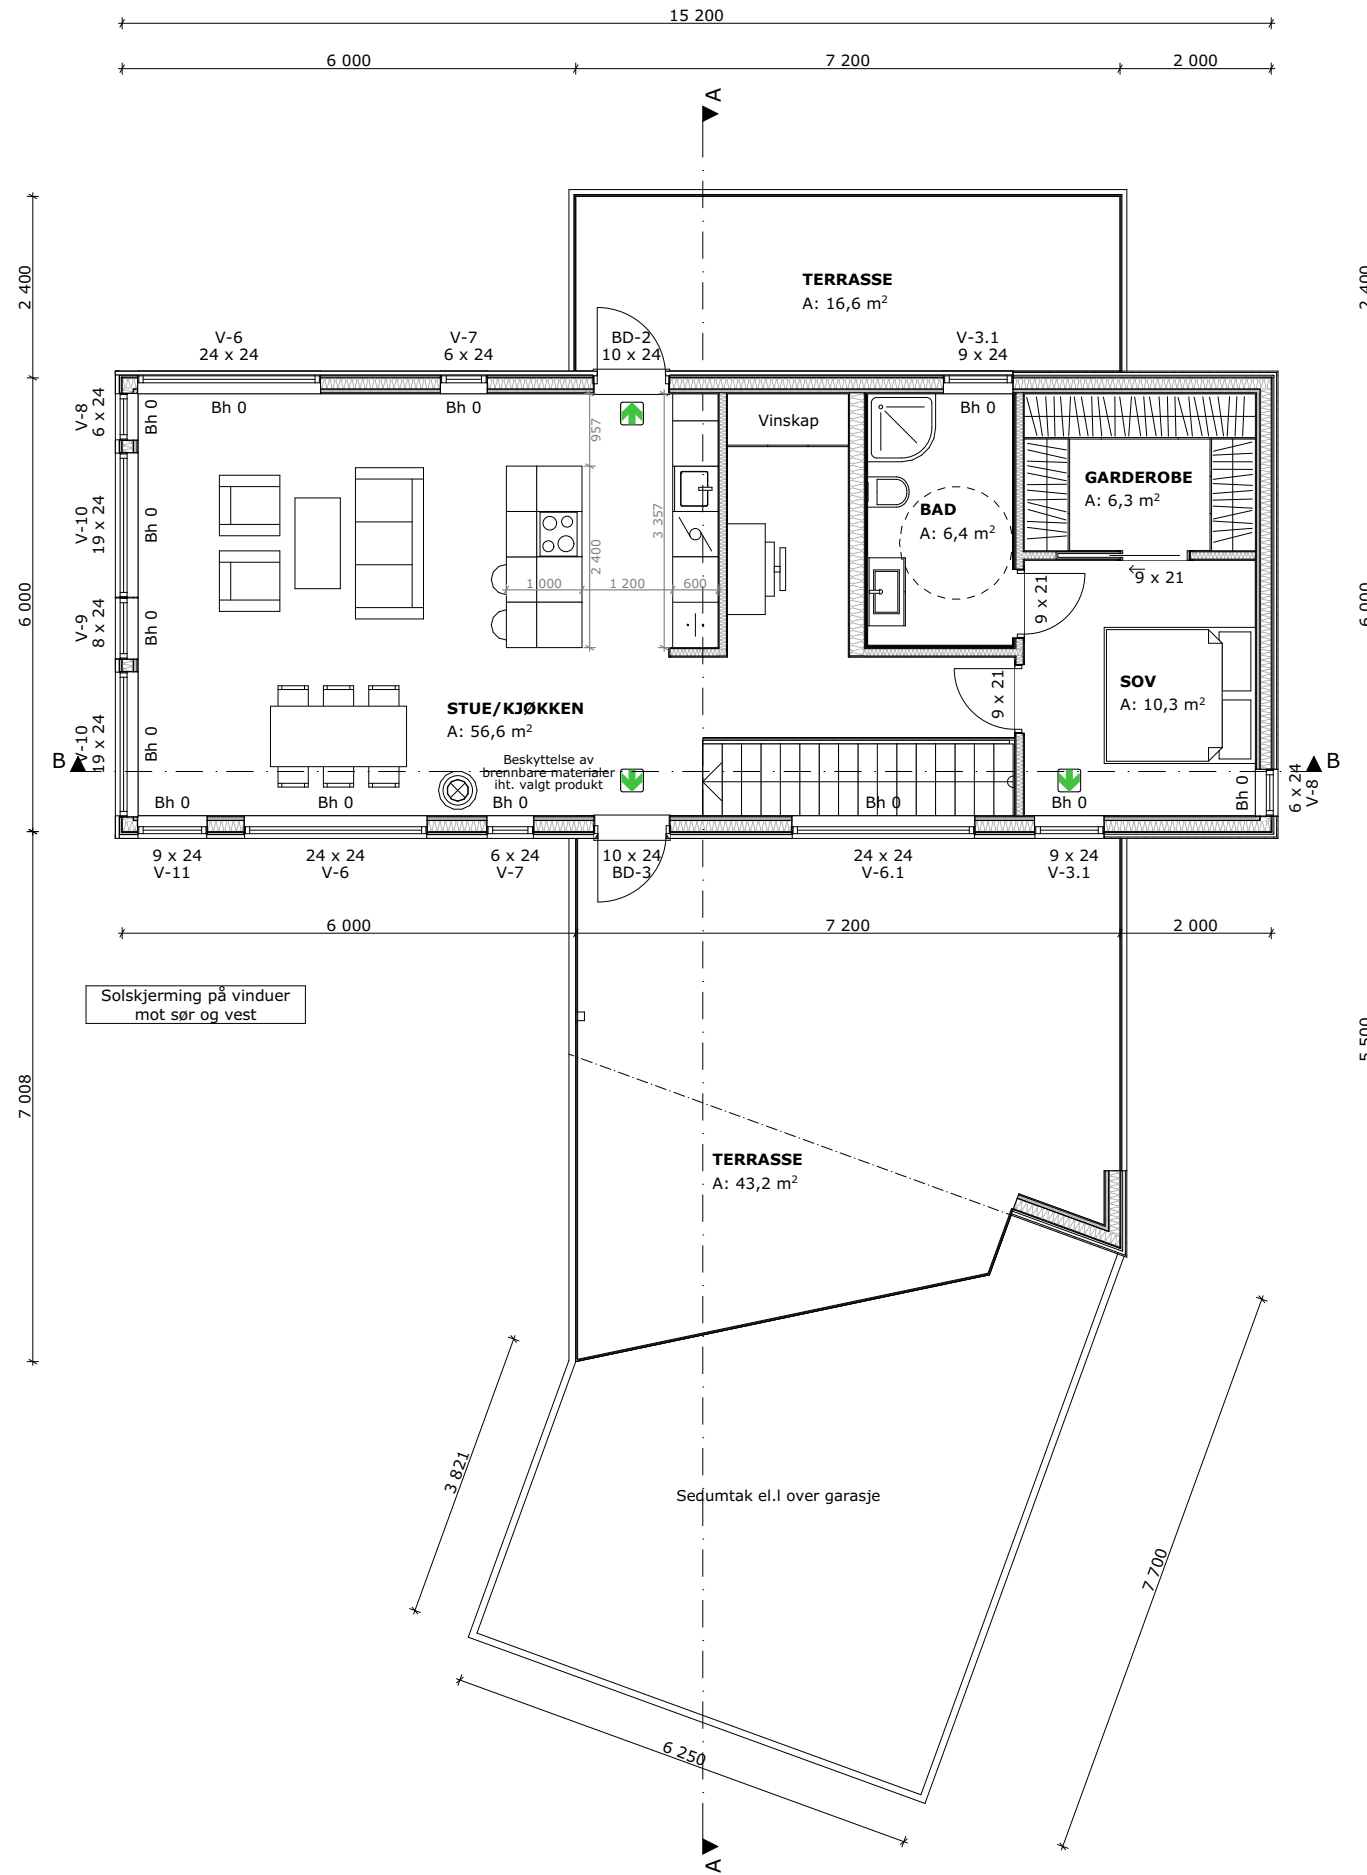 15 200
6 000
7 200
2 000
A
2 400
2 400
TERRASSE
A: 16,6 m²
V-6
24 x 24
V-7
6 x 24
BD-2
10 x 24
V-3.1
9 x 24
V-8
6 x 24
Bh 0
Bh 0
Bh 0
Bh 0
957
Vinskap
V-10
19 x 24
Bh 0
3 357
2 400
GARDEROBE
A: 6,3 m²
BAD
A: 6,4 m²
1 000
1 200
600
9 x 21
9 x 21
6 000
6 000
V-9
8 x 24
Bh 0
SOV
A: 10,3 m²
9 x 21
STUE/KJØKKEN
A: 56,6 m²
V-10
19 x 24
Bh 0
B
B
Beskyttelse av
brennbare materialer
iht. valgt produkt
Bh 0
Bh 0
Bh 0
Bh 0
Bh 0
Bh 0
6 x 24
V-8
9 x 24
V-11
24 x 24
V-6
6 x 24
V-7
10 x 24
BD-3
24 x 24
V-6.1
9 x 24
V-3.1
6 000
7 200
2 000
Solskjerming på vinduer
mot sør og vest
5 500
7 008
TERRASSE
A: 43,2 m²
3 821
Sedumtak el.l over garasje
7 700
6 250
A